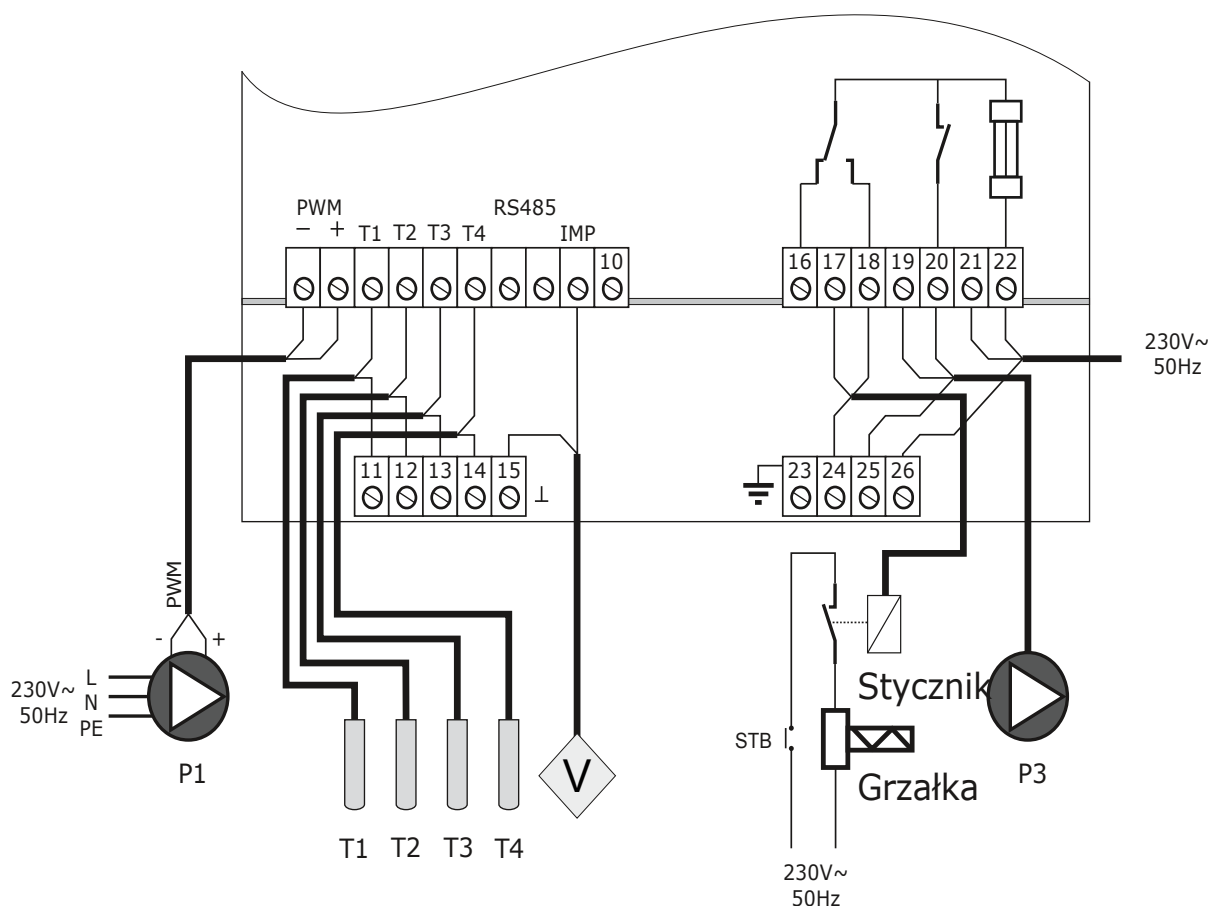 PWM RS485
− + T1 T2 T3 T4 IMP 10
16 17 18 19 20 21 22
230V~
50Hz
11 12 13 14 15 ⊥
23 24 25 26
PWM
- +
230V~
50Hz
L
N
PE
P1
T1 T2 T3 T4
V
STB
Stycznik
Grzałka
230V~
50Hz
P3